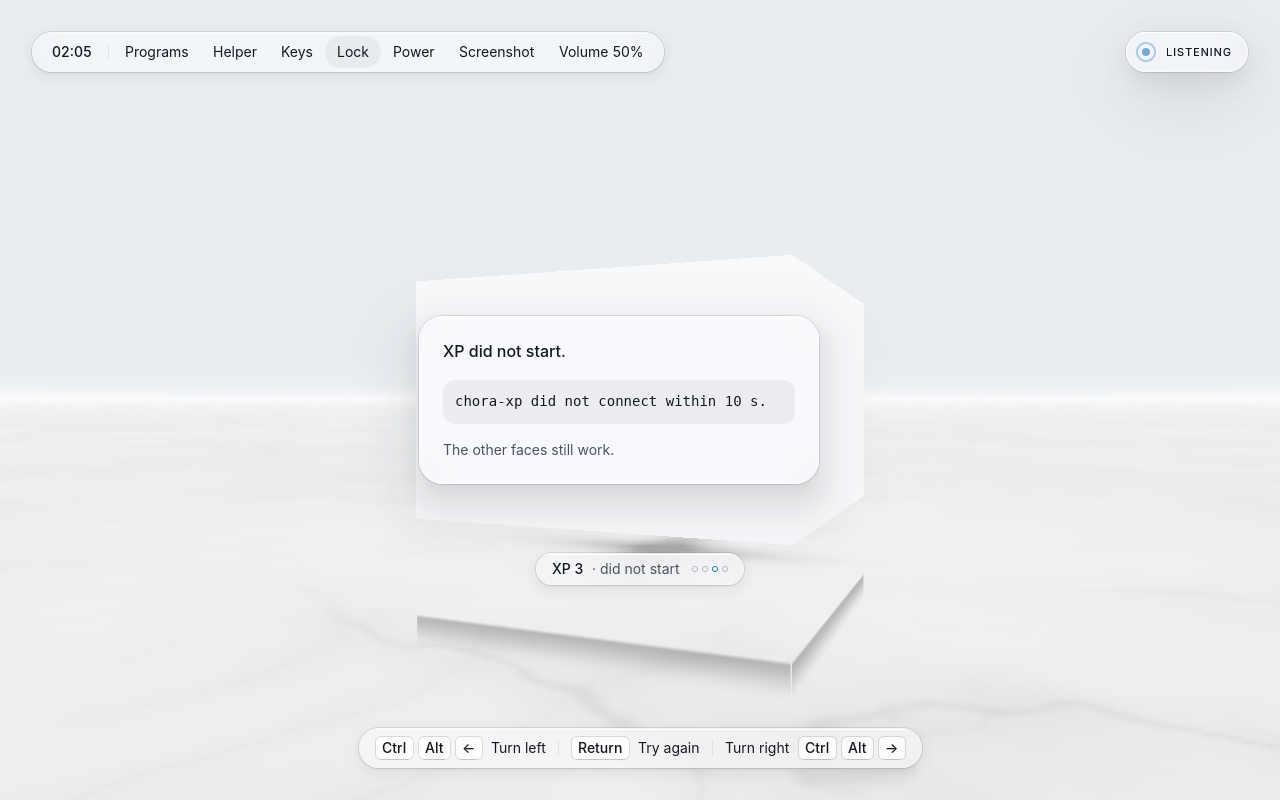 02:05 Programs Helper Keys Lock Power Screenshot Volume 50%
LISTENING
XP did not start.
chora-xp did not connect within 10 s.
The other faces still work.
XP 3 · did not start
Ctrl Alt ← Turn left Return Try again Turn right Ctrl Alt →